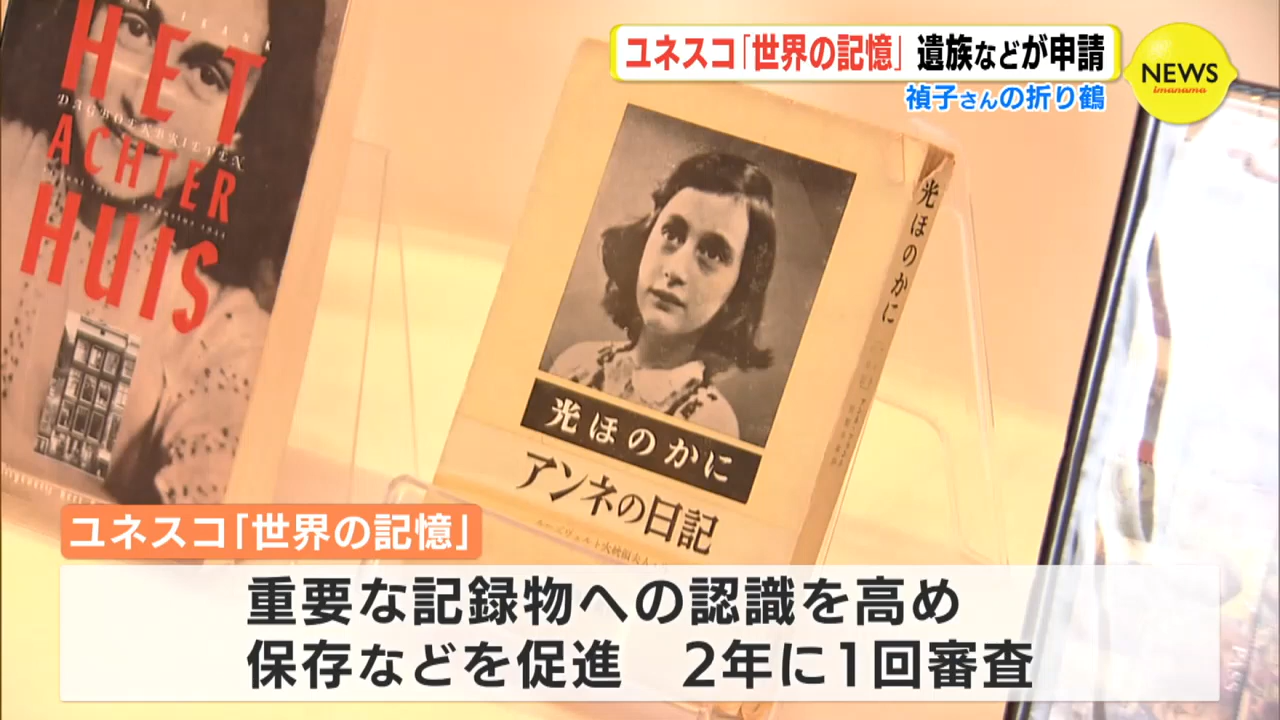 ユネスコ「世界の記憶」 遺族などが申請
禎子さんの折り鶴
NEWS
imanama
HET
DAGBOEKBRIEVEN
ACHTER
HUIS
光ほのかに
光ほのかに
アンネの日記
ユネスコ「世界の記憶」
重要な記録物への認識を高め
保存などを促進 2年に1回審査